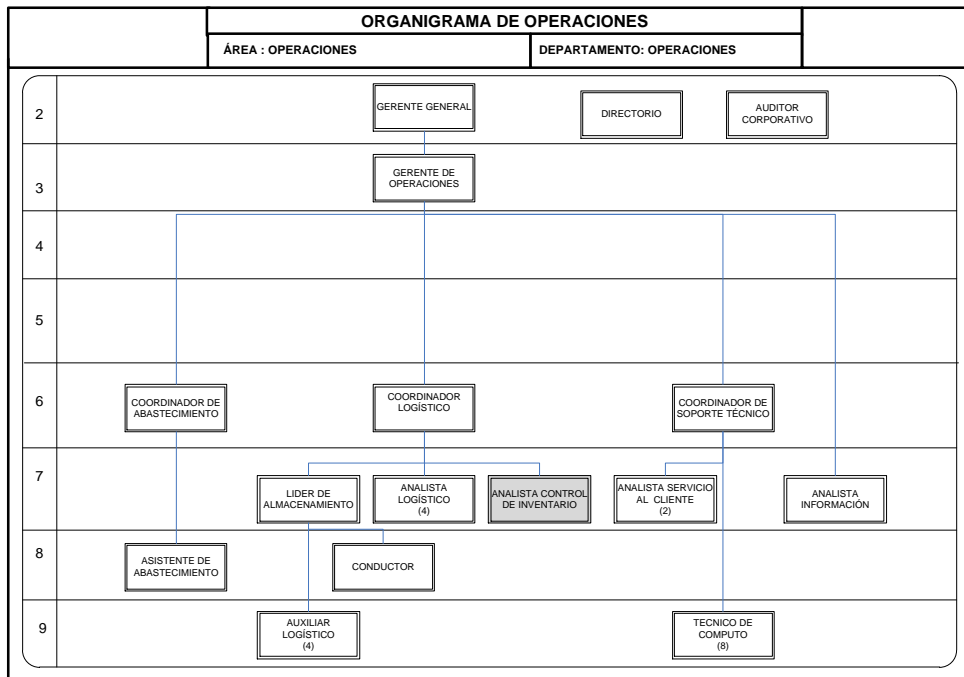 ORGANIGRAMA DE OPERACIONES
ÁREA : OPERACIONES
DEPARTAMENTO: OPERACIONES
2
GERENTE GENERAL
DIRECTORIO
AUDITOR
CORPORATIVO
3
GERENTE DE
OPERACIONES
4
5
6
COORDINADOR DE
ABASTECIMIENTO
COORDINADOR
LOGÍSTICO
COORDINADOR DE
SOPORTE TÉCNICO
7
LIDER DE
ALMACENAMIENTO
ANALISTA
LOGÍSTICO
(4)
ANALISTA CONTROL
DE INVENTARIO
ANALISTA SERVICIO
AL CLIENTE
(2)
ANALISTA
INFORMACIÓN
8
ASISTENTE DE
ABASTECIMIENTO
CONDUCTOR
9
AUXILIAR
LOGÍSTICO
(4)
TECNICO DE
COMPUTO
(8)